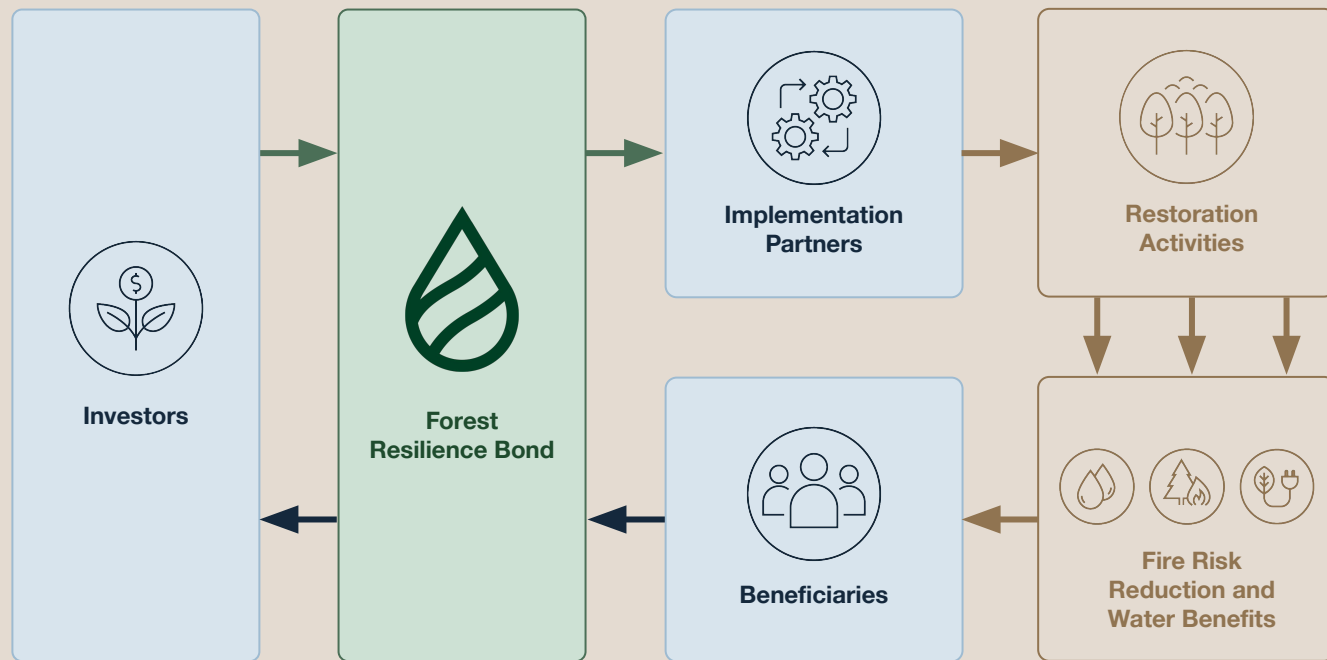 Investors
Forest
Resilience Bond
Implementation
Partners
Restoration
Activities
Beneficiaries
Fire Risk
Reduction and
Water Benefits
$